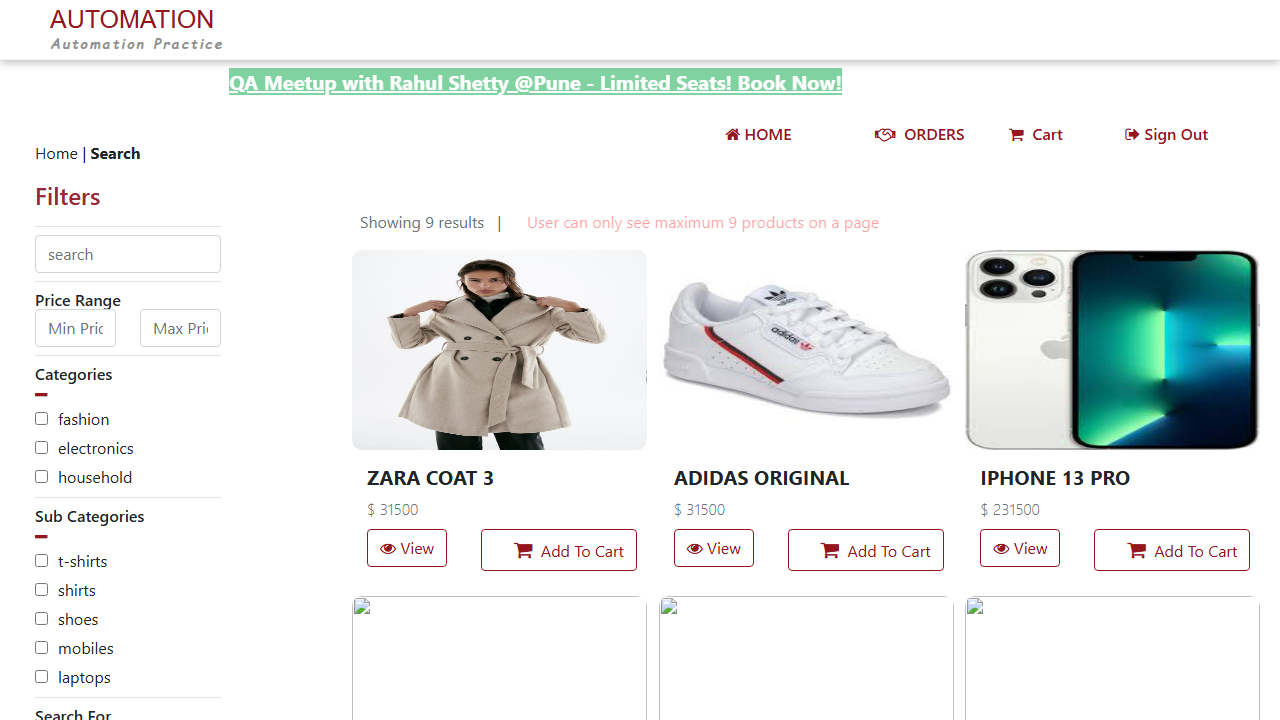 AUTOMATION
Automation Practice
QA Meetup with Rahul Shetty @Pune - Limited Seats! Book Now!
HOME
ORDERS
Cart
Sign Out
Home | Search
Filters
search
Price Range
Min Pric
Max Pric
Categories
fashion
electronics
household
Sub Categories
t-shirts
shirts
shoes
mobiles
laptops
Search For
Showing 9 results |
User can only see maximum 9 products on a page
adidas
ZARA COAT 3
$ 31500
View
Add To Cart
ADIDAS ORIGINAL
$ 31500
View
Add To Cart
IPHONE 13 PRO
$ 231500
View
Add To Cart